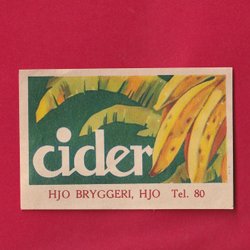 cider
HJO BRYGGERI, HJO Tel. 80